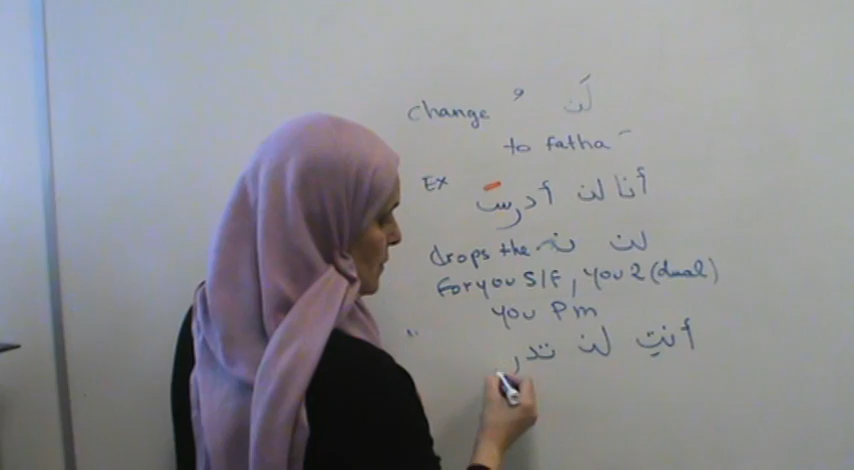 change ُ لَن
to fatha َ
Ex أنا لن أدرسَ
drops the ن لن
for you S/F, you 2 (dual)
you Pm
أنتِ لن تدر